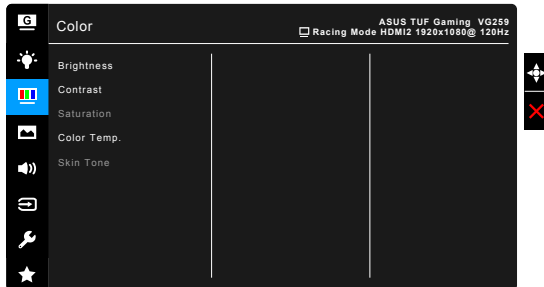 G
Color
ASUS TUF Gaming VG259
Racing Mode HDMI2 1920x1080@ 120Hz
Brightness
Contrast
Saturation
Color Temp.
Skin Tone